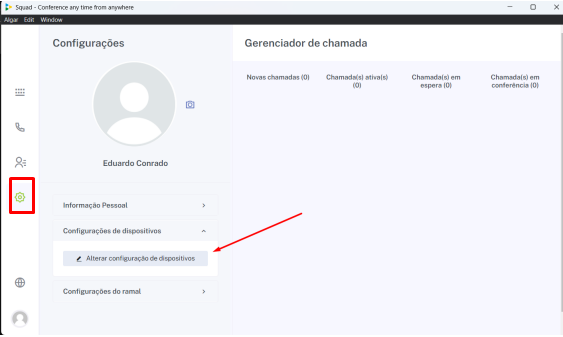 Squad - Conference any time from anywhere
Algar Edit Window
Configurações
Eduardo Conrado
Informação Pessoal
Configurações de dispositivos
Alterar configuração de dispositivos
Configurações do ramal
Gerenciador de chamada
Novas chamadas (0)
Chamada(s) ativa(s)
(0)
Chamada(s) em
espera (0)
Chamada(s) em
conferência (0)